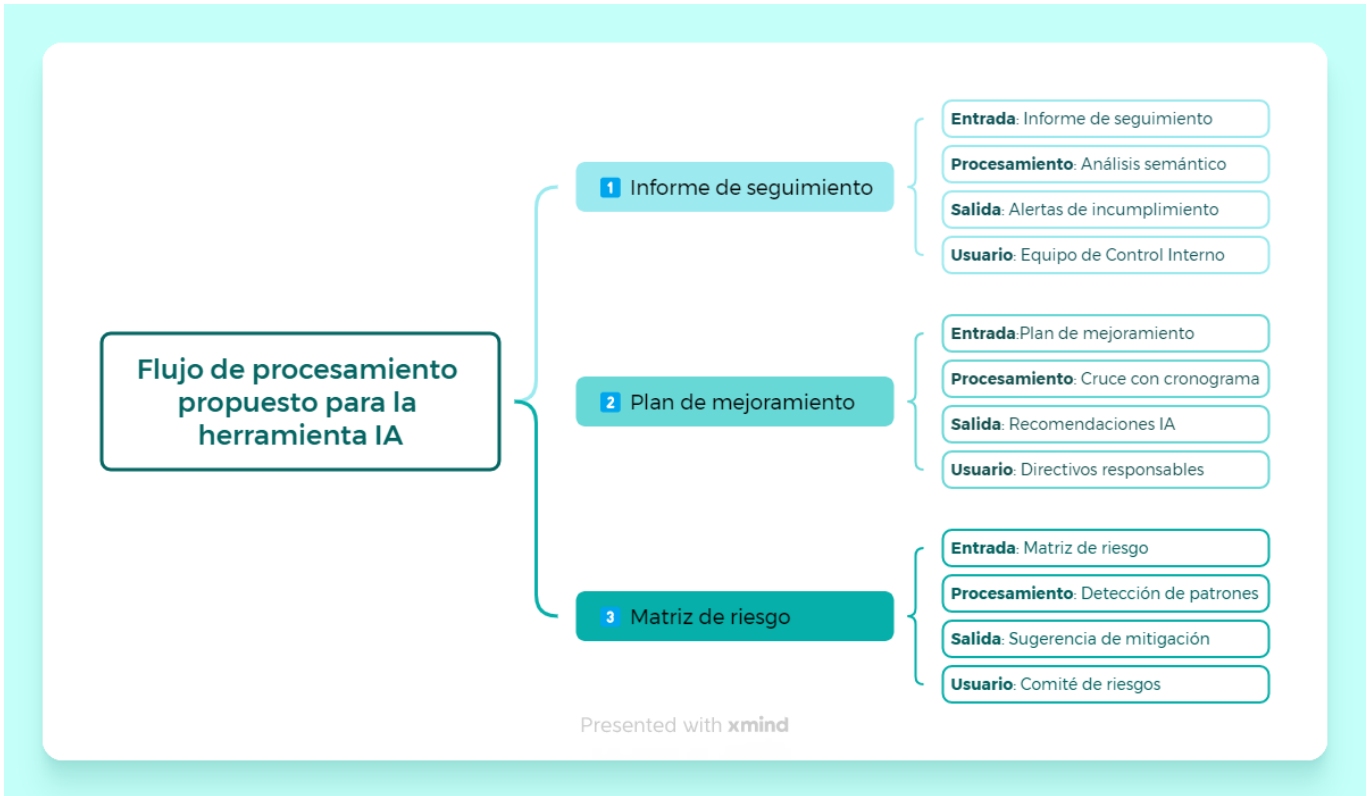 Flujo de procesamiento
propuesto para la
herramienta IA
1 Informe de seguimiento
Entrada: Informe de seguimiento
Procesamiento: Análisis semántico
Salida: Alertas de incumplimiento
Usuario: Equipo de Control Interno
2 Plan de mejoramiento
Entrada:Plan de mejoramiento
Procesamiento: Cruce con cronograma
Salida: Recomendaciones IA
Usuario: Directivos responsables
3 Matriz de riesgo
Entrada: Matriz de riesgo
Procesamiento: Detección de patrones
Salida: Sugerencia de mitigación
Usuario: Comité de riesgos
Presented with xmind